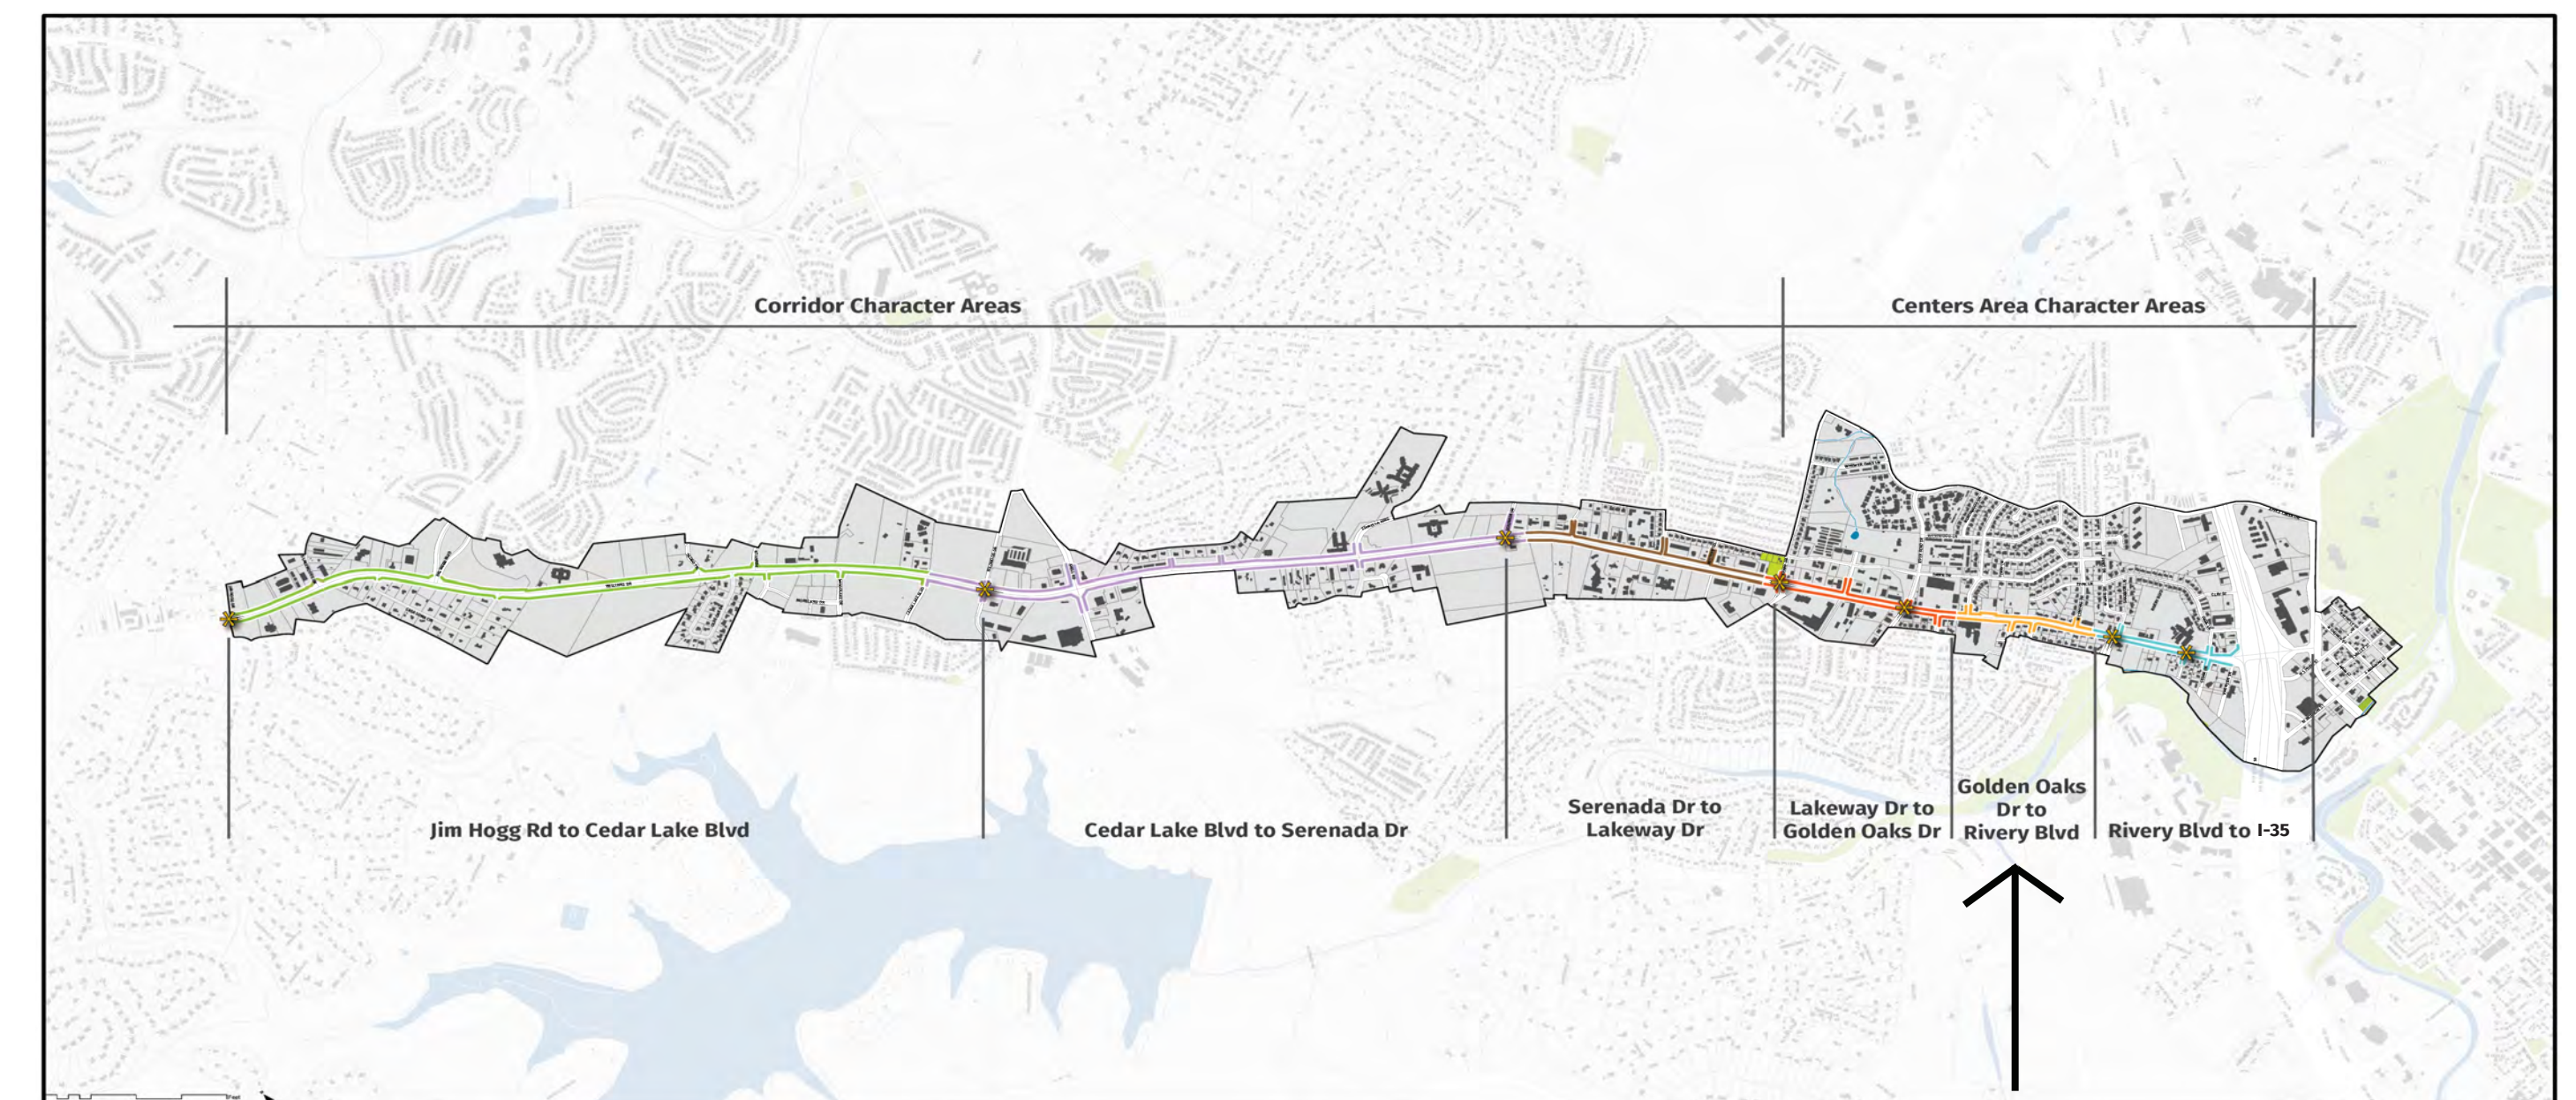 Corridor Character Areas
Centers Area Character Areas
Jim Hogg Rd to Cedar Lake Blvd
Cedar Lake Blvd to Serenada Dr
Serenada Dr to
Lakeway Dr
Lakeway Dr to
Golden Oaks Dr
Golden Oaks
Dr to
Rivery Blvd
Rivery Blvd to I-35